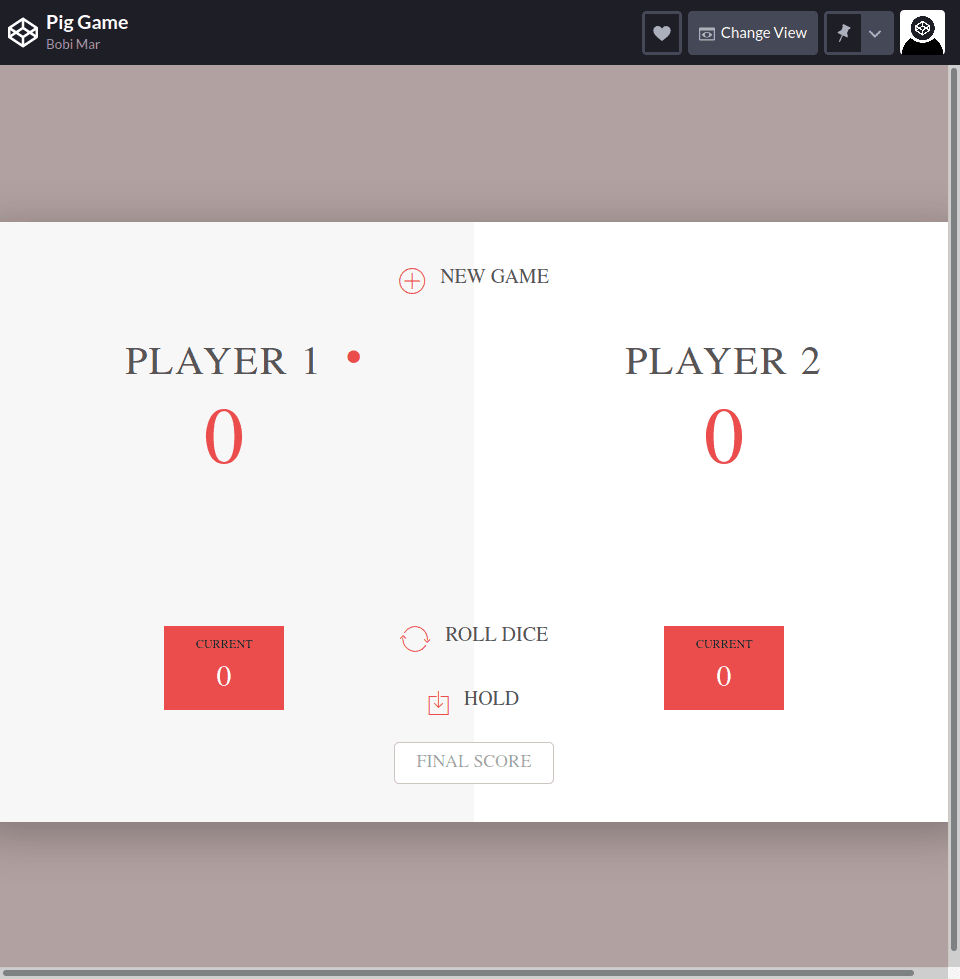 Pig Game
Bobi Mar
Change View
NEW GAME
PLAYER 1
PLAYER 2
0
0
CURRENT
0
ROLL DICE
HOLD
CURRENT
0
FINAL SCORE